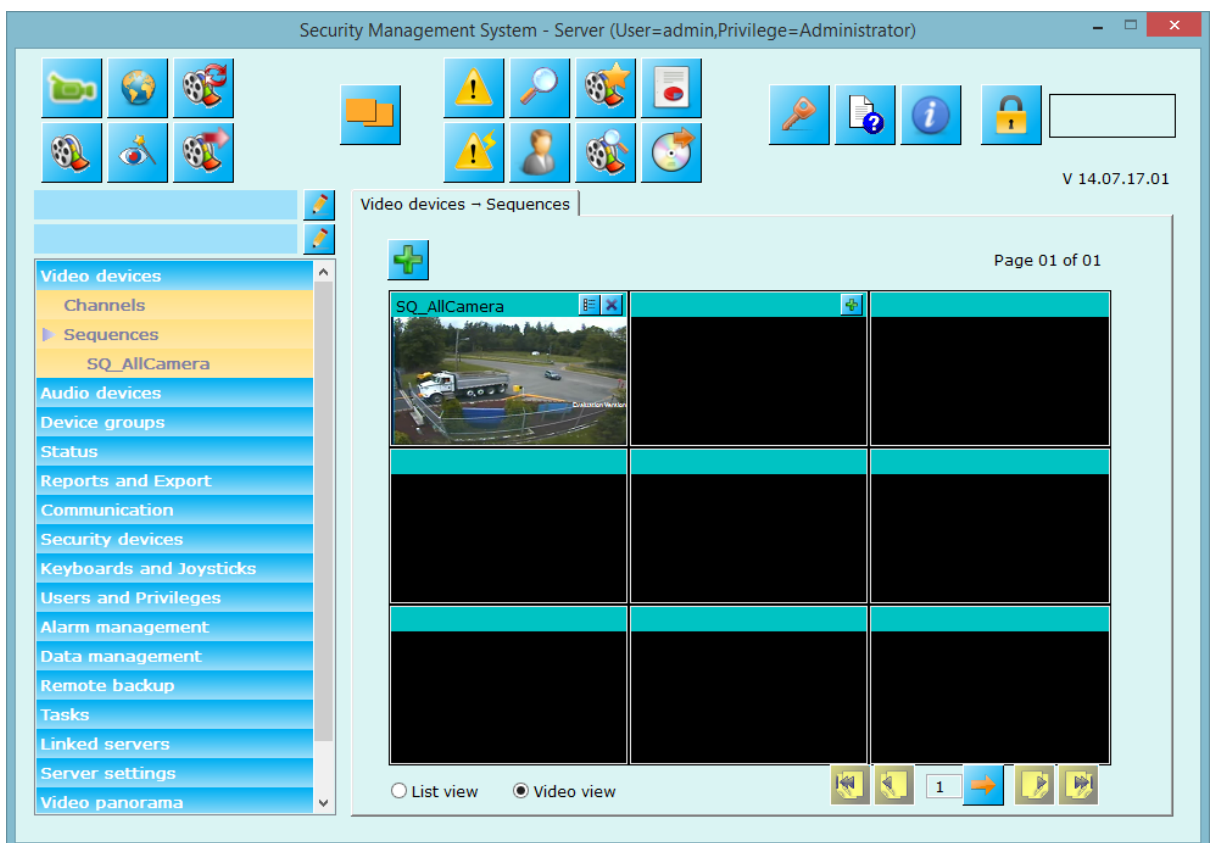 Security Management System - Server (User=admin,Privilege=Administrator)
V 14.07.17.01
Video devices → Sequences
Page 01 of 01
Video devices
Channels
Sequences
SQ_AllCamera
Audio devices
Device groups
Status
Reports and Export
Communication
Security devices
Keyboards and Joysticks
Users and Privileges
Alarm management
Data management
Remote backup
Tasks
Linked servers
Server settings
Video panorama
SQ_AllCamera
Evaluation Version
List view
Video view
1